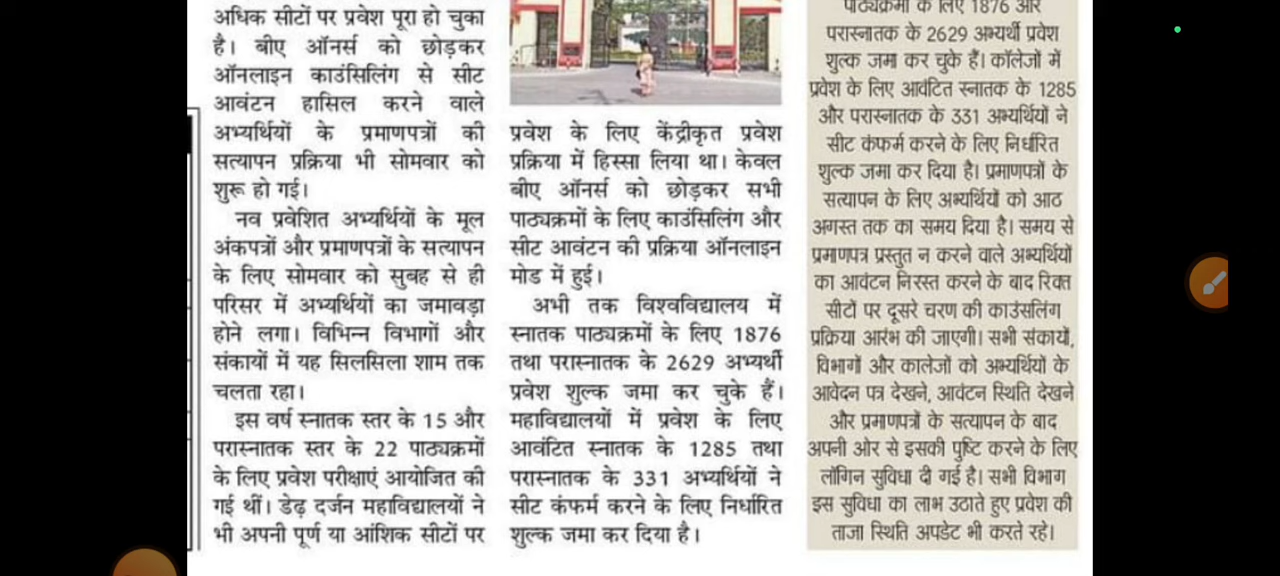 अधिक सीटों पर प्रवेश पूरा हो चुका
है। बीए ऑनर्स को छोड़कर
ऑनलाइन काउंसिलिंग से सीट
आवंटन हासिल करने वाले
अभ्यर्थियों के प्रमाणपत्रों की
सत्यापन प्रक्रिया भी सोमवार को
शुरू हो गई।
नव प्रवेशित अभ्यर्थियों के मूल
अंकपत्रों और प्रमाणपत्रों के सत्यापन
के लिए सोमवार को सुबह से ही
परिसर में अभ्यर्थियों का जमावड़ा
होने लगा। विभिन्न विभागों और
संकायों में यह सिलसिला शाम तक
चलता रहा।
इस वर्ष स्नातक स्तर के 15 और
परास्नातक स्तर के 22 पाठ्यक्रमों
के लिए प्रवेश परीक्षाएं आयोजित की
गई थीं। डेढ़ दर्जन महाविद्यालयों ने
भी अपनी पूर्ण या आंशिक सीटों पर
प्रवेश के लिए केंद्रीकृत प्रवेश
प्रक्रिया में हिस्सा लिया था। केवल
बीए ऑनर्स को छोड़कर सभी
पाठ्यक्रमों के लिए काउंसिलिंग और
सीट आवंटन की प्रक्रिया ऑनलाइन
मोड में हुई।
अभी तक विश्वविद्यालय में
स्नातक पाठ्यक्रमों के लिए 1876
तथा परास्नातक के 2629 अभ्यर्थी
प्रवेश शुल्क जमा कर चुके हैं।
महाविद्यालयों में प्रवेश के लिए
आवंटित स्नातक के 1285 तथा
परास्नातक के 331 अभ्यर्थियों ने
सीट कंफर्म करने के लिए निर्धारित
शुल्क जमा कर दिया है।
पाठ्यक्रमों के लिए 1876 और
परास्नातक के 2629 अभ्यर्थी प्रवेश
शुल्क जमा कर चुके हैं। कॉलेजों में
प्रवेश के लिए आवंटित स्नातक के 1285
और परास्नातक के 331 अभ्यर्थियों ने
सीट कंफर्म करने के लिए निर्धारित
शुल्क जमा कर दिया है। प्रमाणपत्रों के
सत्यापन के लिए अभ्यर्थियों को आठ
अगस्त तक का समय दिया है। समय से
प्रमाणपत्र प्रस्तुत न करने वाले अभ्यर्थियों
का आवंटन निरस्त करने के बाद रिक्त
सीटों पर दूसरे चरण की काउंसलिंग
प्रक्रिया आरंभ की जाएगी। सभी संकायों,
विभागों और कालेजों को अभ्यर्थियों के
आवेदन पत्र देखने, आवंटन स्थिति देखने
और प्रमाणपत्रों के सत्यापन के बाद
अपनी ओर से इसकी पुष्टि करने के लिए
लॉगिन सुविधा दी गई है। सभी विभाग
इस सुविधा का लाभ उठाते हुए प्रवेश की
ताजा स्थिति अपडेट भी करते रहे।